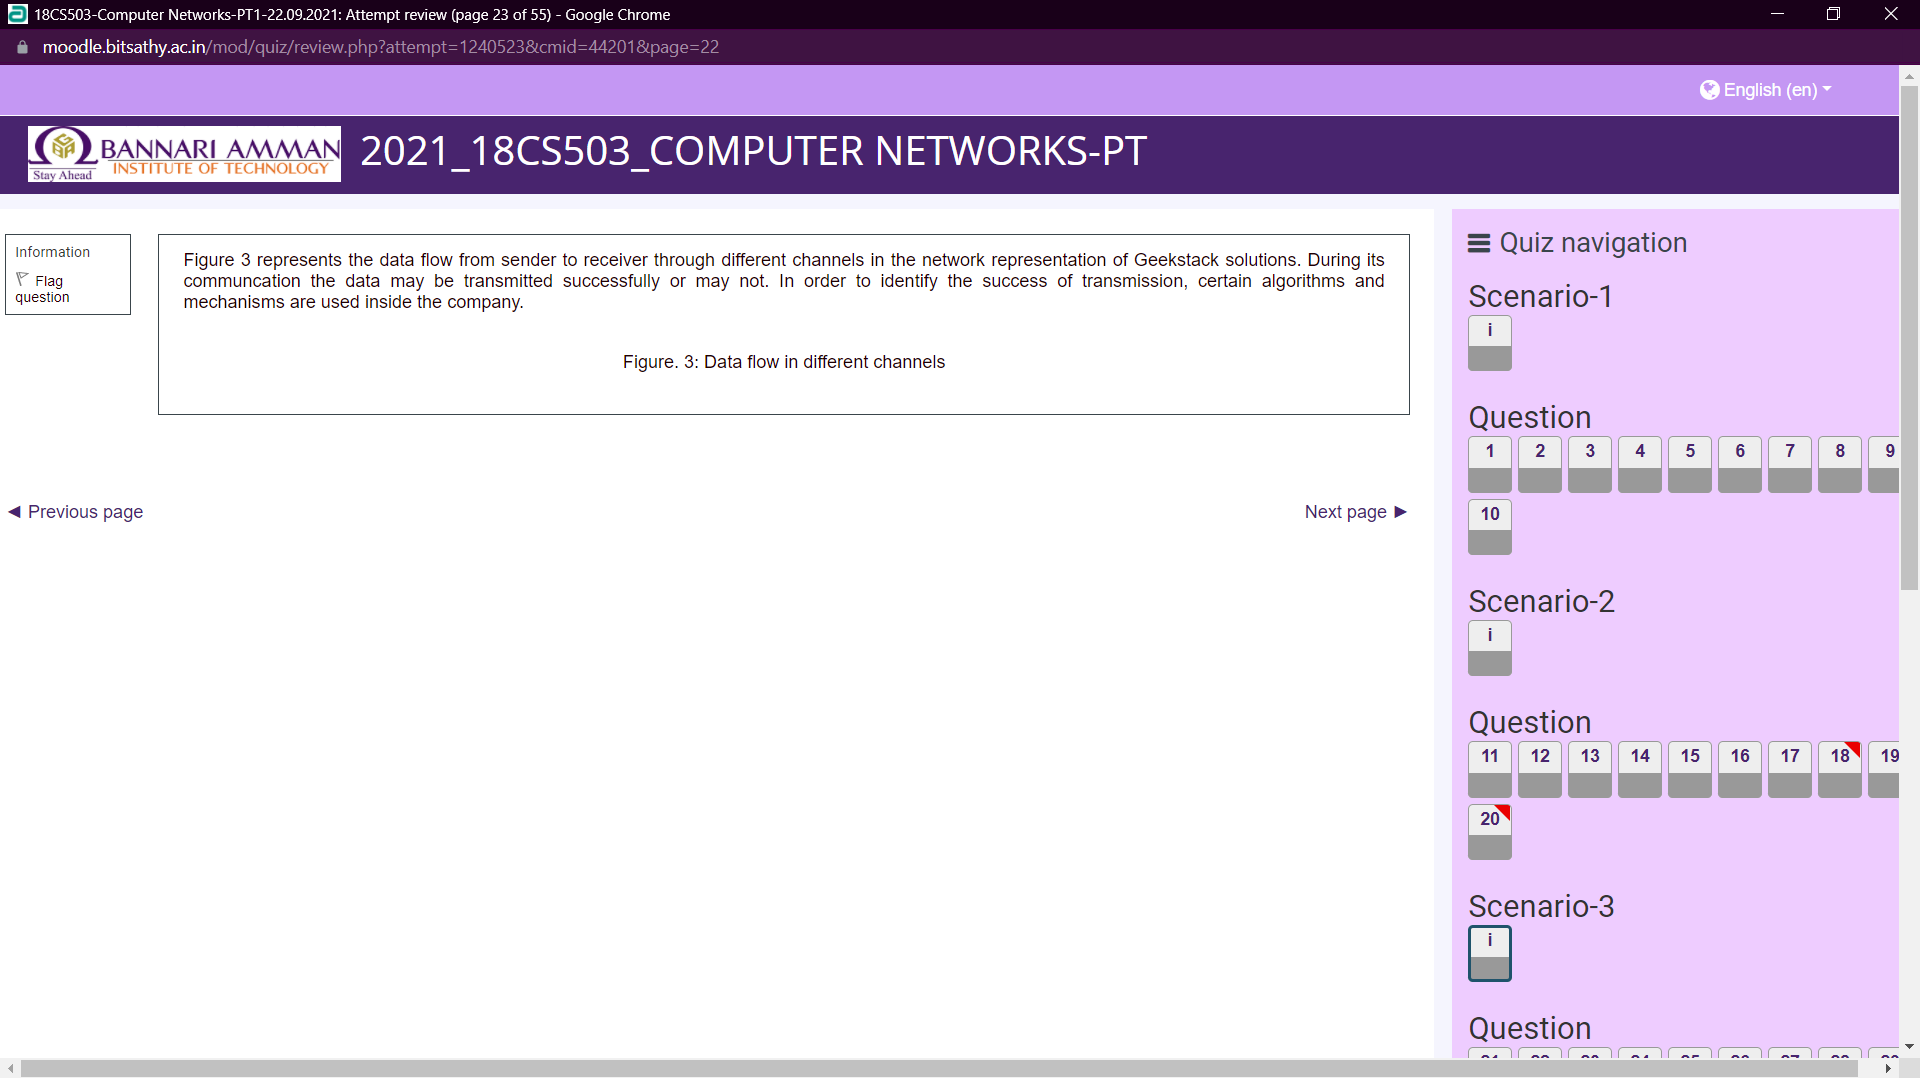 18CS503-Computer Networks-PT1-22.09.2021: Attempt review (page 23 of 55) - Google Chrome
moodle.bitsathy.ac.in/mod/quiz/review.php?attempt=1240523&cmid=44201&page=22
English (en)
BANNARI AMMAN
INSTITUTE OF TECHNOLOGY
Stay Ahead
2021_18CS503_COMPUTER NETWORKS-PT
Information
Flag
question
Figure 3 represents the data flow from sender to receiver through different channels in the network representation of Geekstack solutions. During its
communcation the data may be transmitted successfully or may not. In order to identify the success of transmission, certain algorithms and
mechanisms are used inside the company.
Figure. 3: Data flow in different channels
◄ Previous page
Next page ►
Quiz navigation
Scenario-1
i
Question
1 2 3 4 5 6 7 8 9
10
Scenario-2
i
Question
11 12 13 14 15 16 17 18 19
20
Scenario-3
i
Question